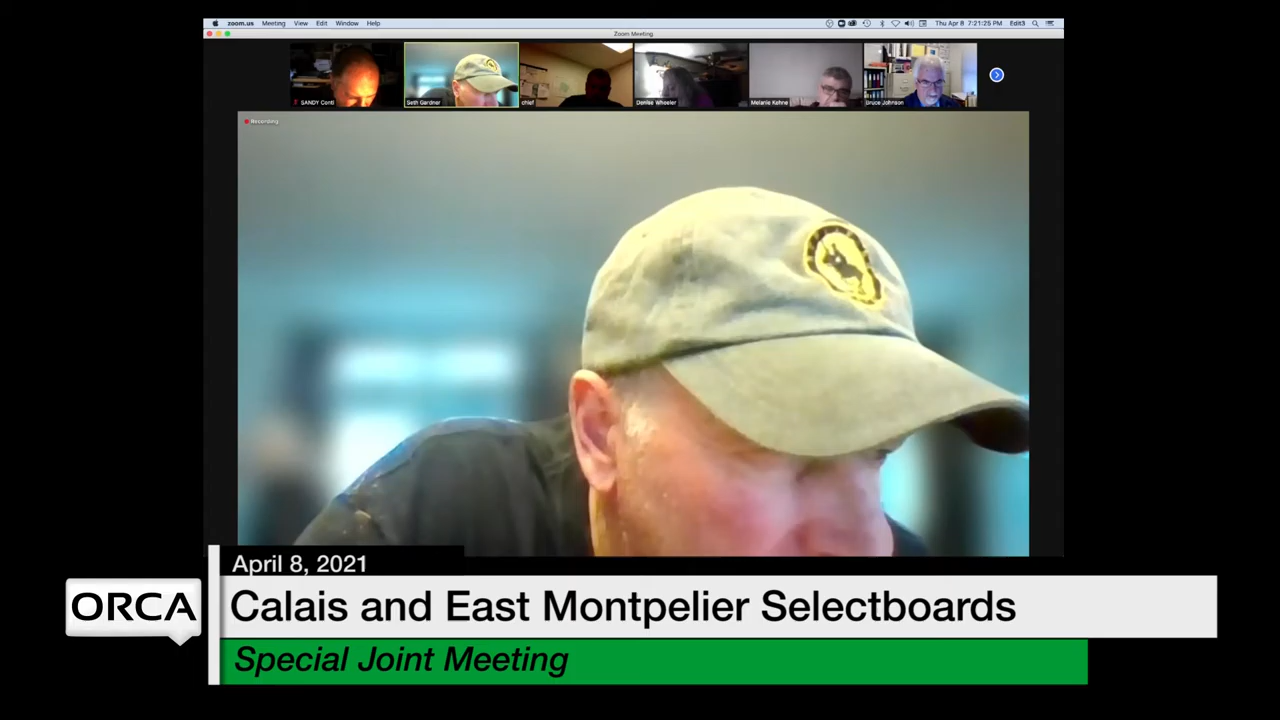 zoom.us Meeting View Edit Window Help Thu Apr 8 7:21:25 PM Edit3
Zoom Meeting
SANDY Conti
Seth Gardner
chief
Denise Wheeler
Melanie Kehne
Bruce Johnson
Recording
April 8, 2021
ORCA
Calais and East Montpelier Selectboards
Special Joint Meeting